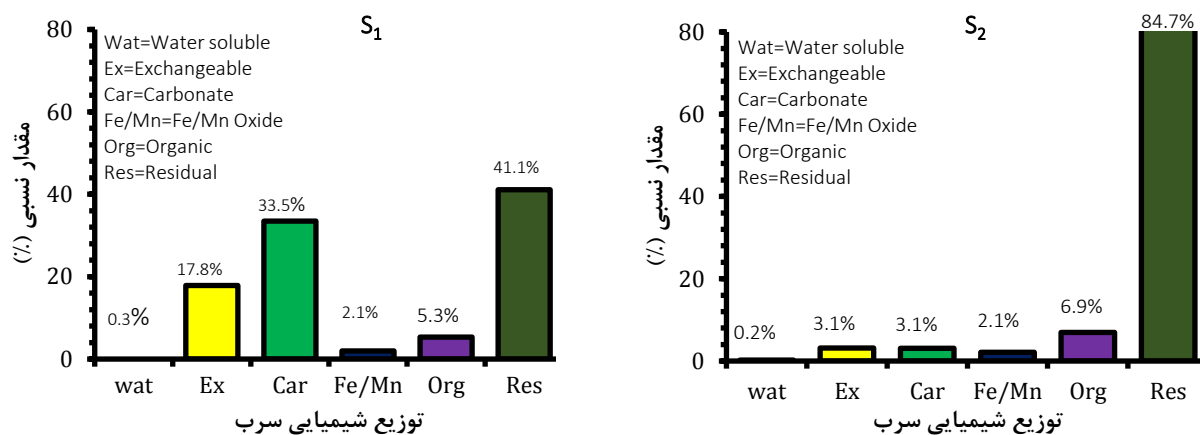 S1
80
60
40
20
0
مقدار نسبی (٪)
Wat=Water soluble
Ex=Exchangeable
Car=Carbonate
Fe/Mn=Fe/Mn Oxide
Org=Organic
Res=Residual
0.3%
17.8%
33.5%
2.1%
5.3%
41.1%
wat Ex Car Fe/Mn Org Res
توزیع شیمیایی سرب
S2
80
60
40
20
0
مقدار نسبی (٪)
Wat=Water soluble
Ex=Exchangeable
Car=Carbonate
Fe/Mn=Fe/Mn Oxide
Org=Organic
Res=Residual
0.2%
3.1%
3.1%
2.1%
6.9%
84.7%
wat Ex Car Fe/Mn Org Res
توزیع شیمیایی سرب